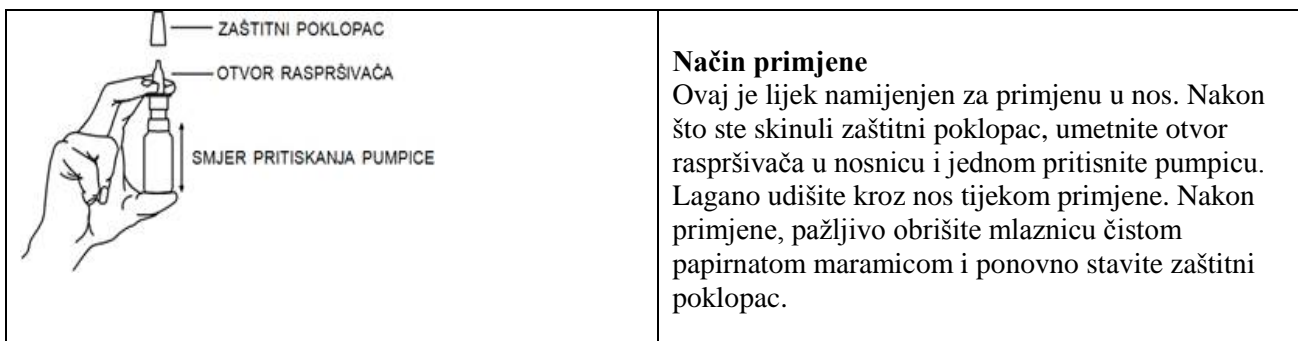 ZAŠTITNI POKLOPAC
OTVOR RASPRŠIVAČA
SMJER PRITISKANJA PUMPICE
Način primjene
Ovaj je lijek namijenjen za primjenu u nos. Nakon
što ste skinuli zaštitni poklopac, umetnite otvor
raspršivača u nosnicu i jednom pritisnite pumpicu.
Lagano udišite kroz nos tijekom primjene. Nakon
primjene, pažljivo obrišite mlaznicu čistom
papirnatom maramicom i ponovno stavite zaštitni
poklopac.